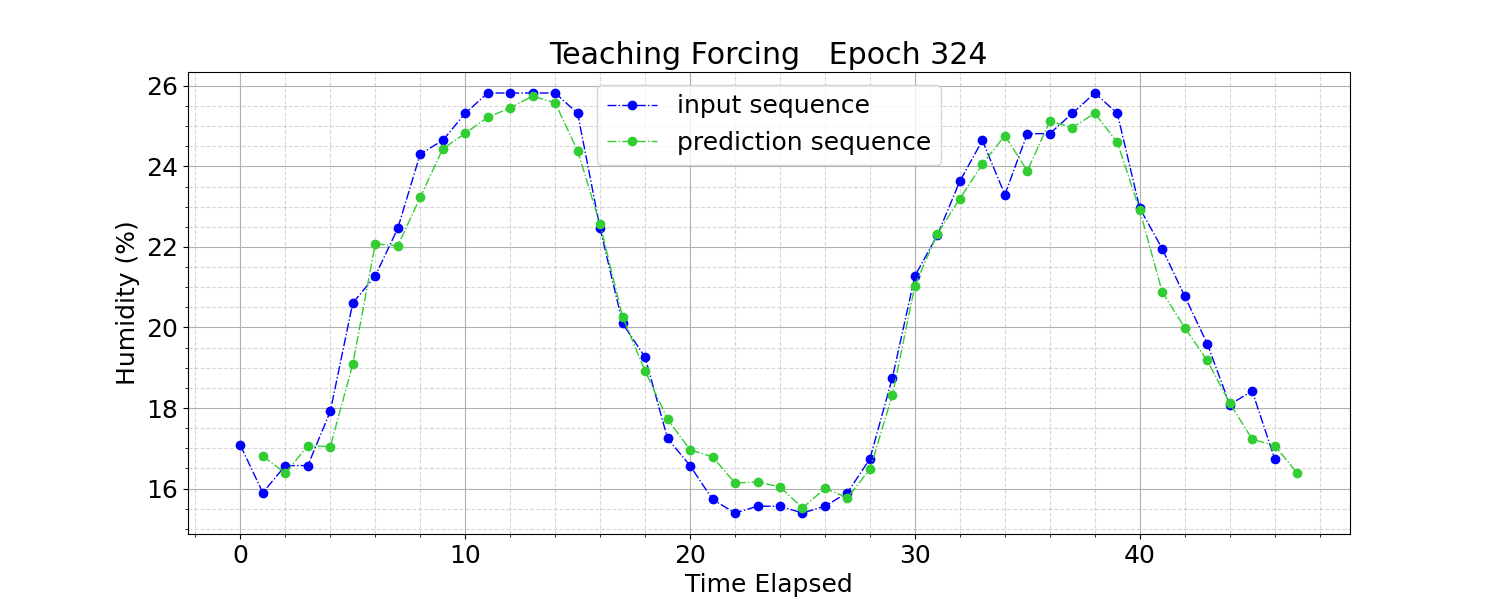 Teaching Forcing   Epoch 324
26
24
22
20
18
16
Humidity (%)
input sequence
prediction sequence
0 10 20 30 40
Time Elapsed